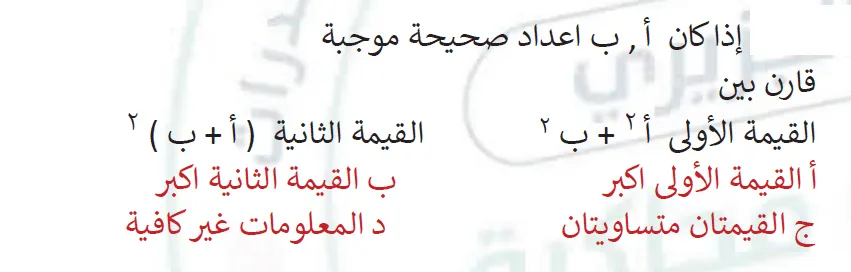 إذا كان أ , ب اعداد صحيحة موجبة
قارن بين
القيمة الأولى أ ٢ + ب ٢ القيمة الثانية ( أ + ب ) ٢
أ القيمة الأولى اكبر ب القيمة الثانية اكبر
ج القيمتان متساويتان د المعلومات غير كافية